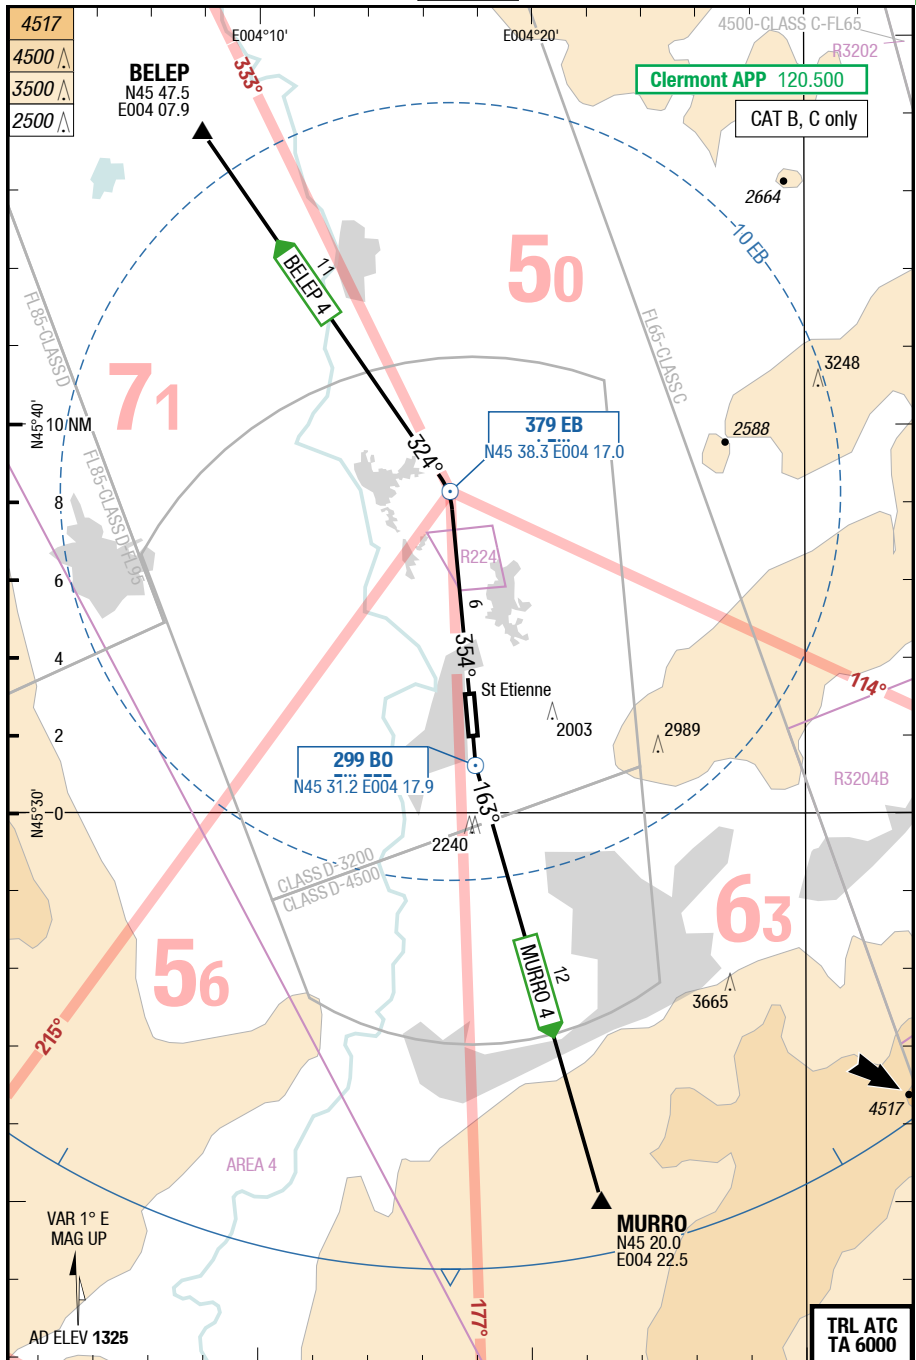 4517
4500
3500
2500
E004°10'
E004°20'
4500-CLASS C-FL65
R3202
Clermont APP 120.500
CAT B, C only
BELEP
N45 47.5
E004 07.9
333°
2664
10 EB
50
11
BELEP 4
FL85-CLASS D
FL65-CLASS C
71
3248
N45°40'
10 NM
2588
379 EB
N45 38.3 E004 17.0
324°
FL85-CLASS D-FL95
8
R224
6
6
354°
4
St Etienne
114°
2003
2989
2
299 BO
N45 31.2 E004 17.9
R3204B
163°
N45°30'
0
2240
CLASS D-3200
CLASS D-4500
63
56
12
MURRO 4
3665
215°
4517
AREA 4
VAR 1° E
MAG UP
MURRO
N45 20.0
E004 22.5
177°
AD ELEV 1325
TRL ATC
TA 6000